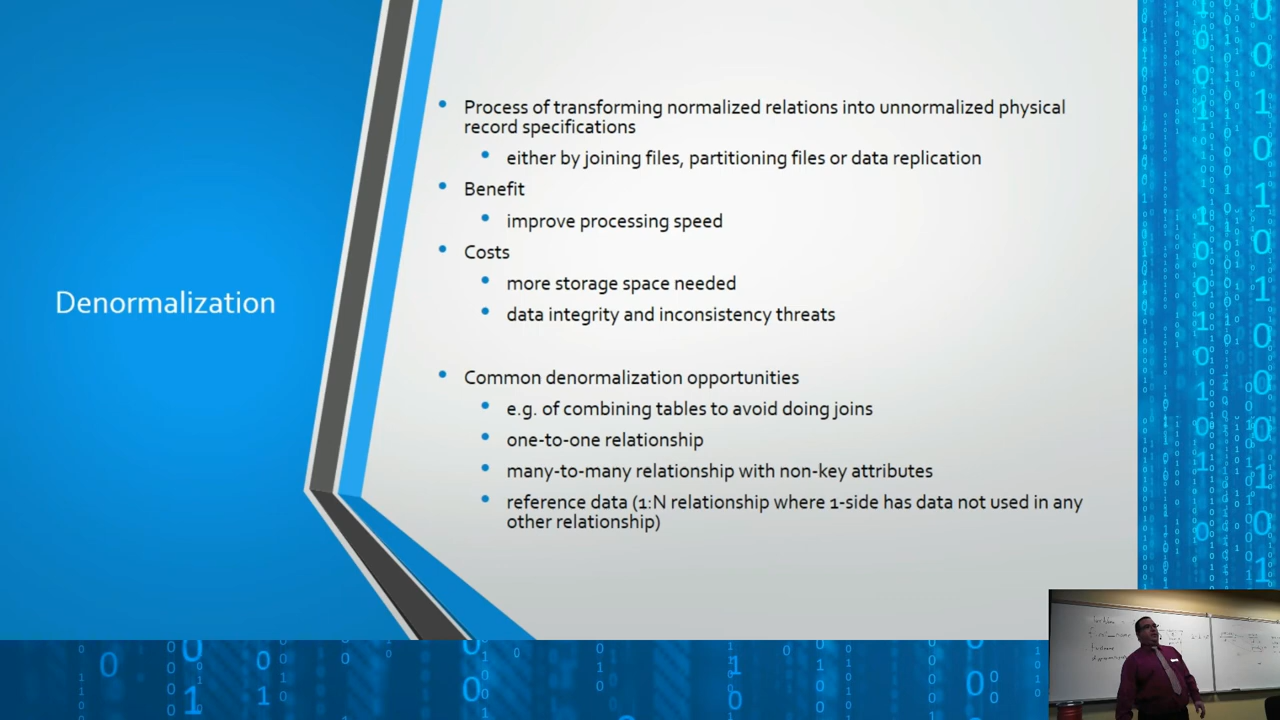 Denormalization
Process of transforming normalized relations into unnormalized physical
record specifications
either by joining files, partitioning files or data replication
Benefit
improve processing speed
Costs
more storage space needed
data integrity and inconsistency threats
Common denormalization opportunities
e.g. of combining tables to avoid doing joins
one-to-one relationship
many-to-many relationship with non-key attributes
reference data (1:N relationship where 1-side has data not used in any
other relationship)